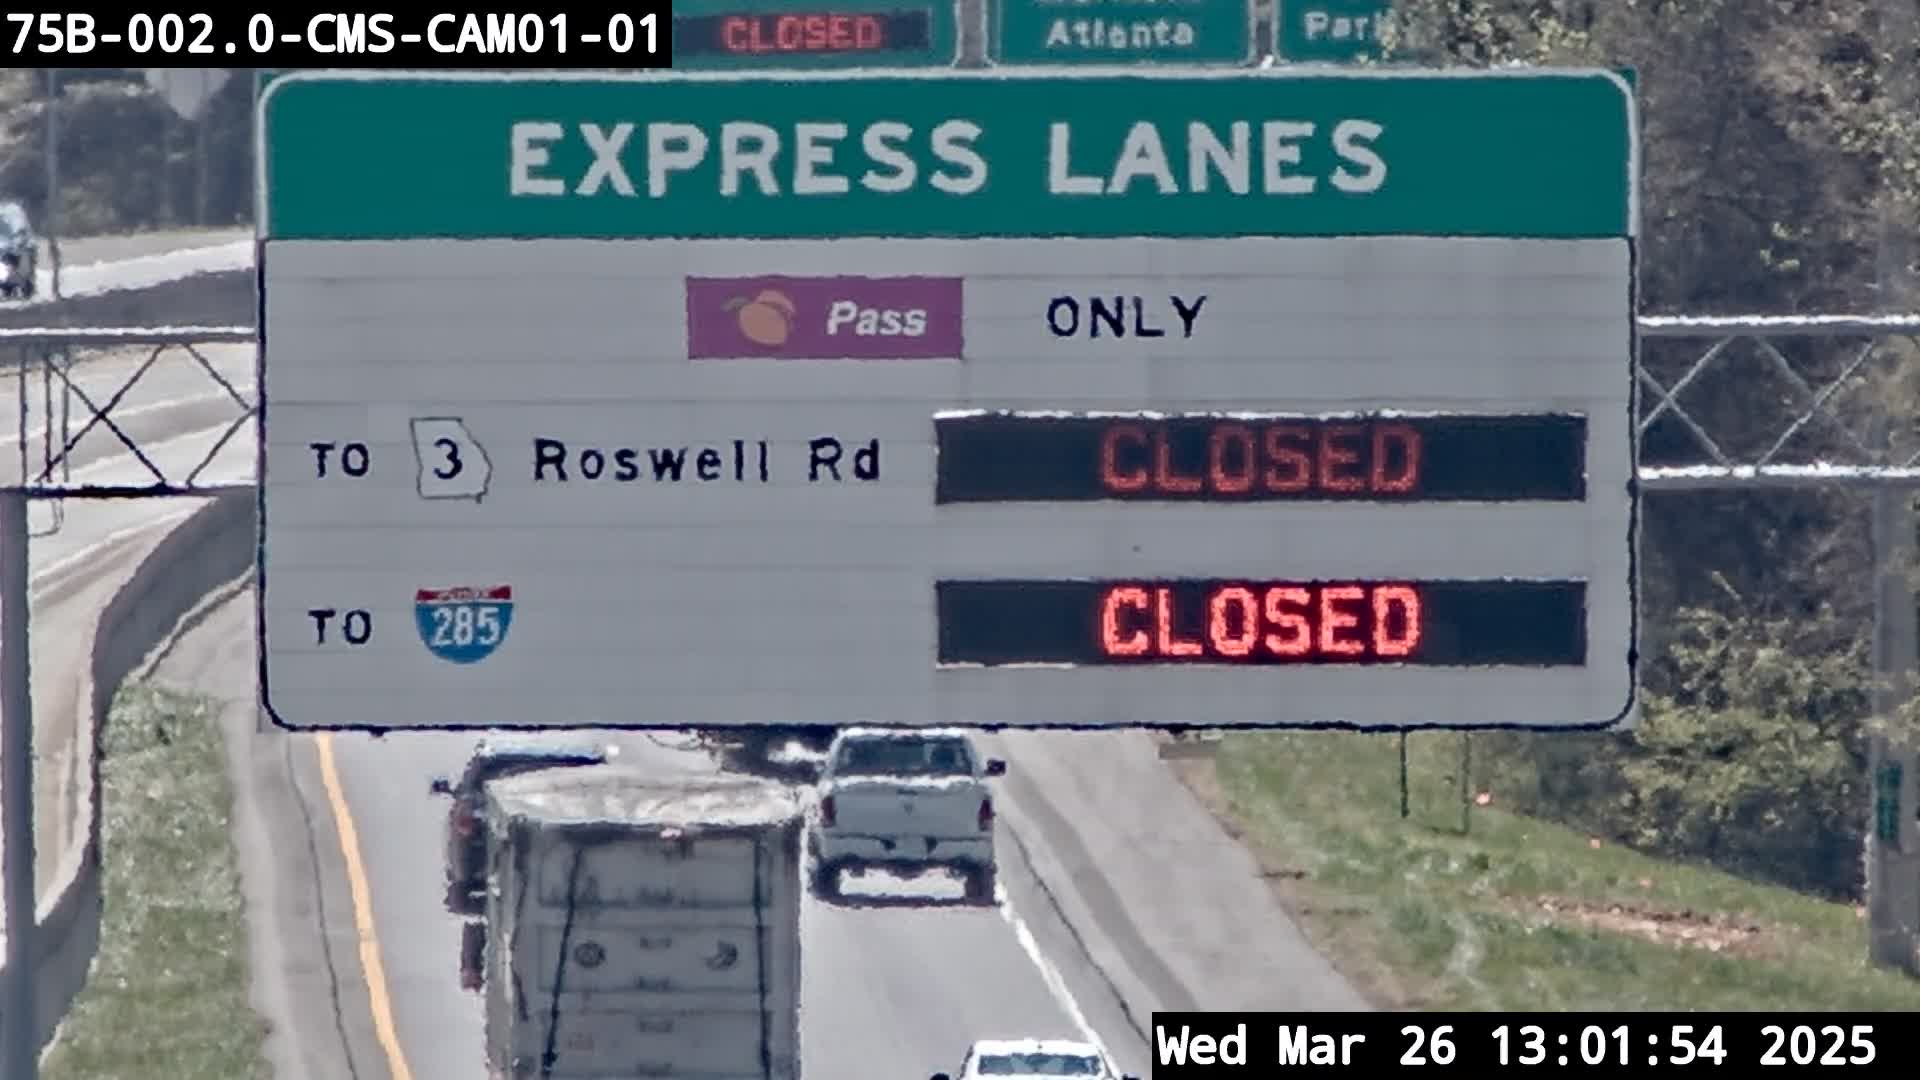 75B-002.0-CMS-CAM01-01
CLOSED
Atlanta
EXPRESS LANES
Pass ONLY
TO 3 Roswell Rd CLOSED
TO 285 CLOSED
Wed Mar 26 13:01:54 2025